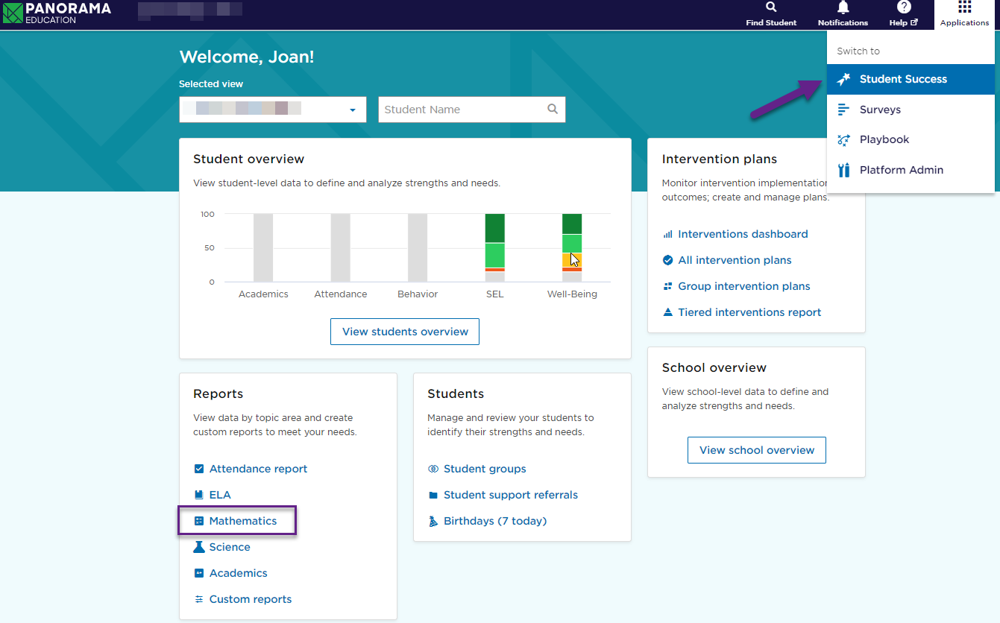 PANORAMA
EDUCATION
Find Student
Notifications
Help
Applications
Switch to
Student Success
Surveys
Playbook
Platform Admin
Welcome, Joan!
Selected view
Student Name
Student overview
View student-level data to define and analyze strengths and needs.
100
50
0
Academics
Attendance
Behavior
SEL
Well-Being
View students overview
Intervention plans
Monitor intervention implementation
outcomes; create and manage plans.
Interventions dashboard
All intervention plans
Group intervention plans
Tiered interventions report
Reports
View data by topic area and create
custom reports to meet your needs.
Attendance report
ELA
Mathematics
Science
Academics
Custom reports
Students
Manage and review your students to
identify their strengths and needs.
Student groups
Student support referrals
Birthdays (7 today)
School overview
View school-level data to define and
analyze strengths and needs.
View school overview